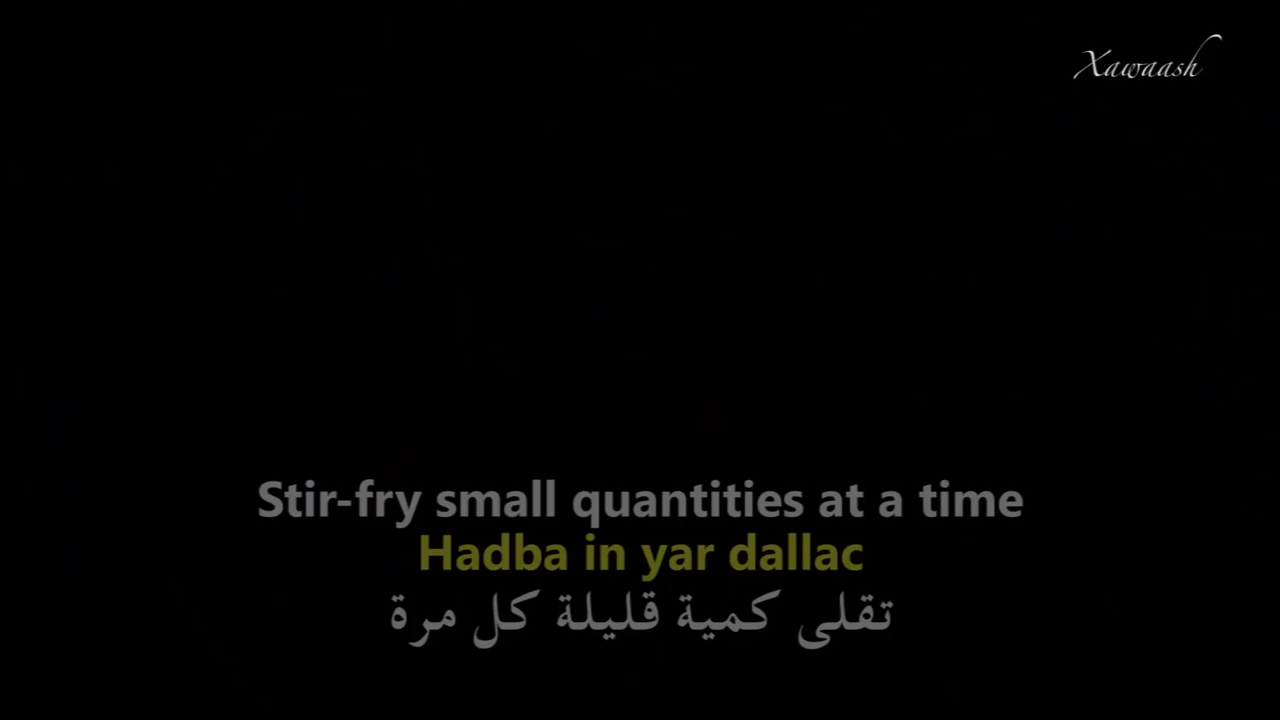 Xawaash
Stir-fry small quantities at a time
Hadba in yar dallac
تقلى كمية قليلة كل مرة